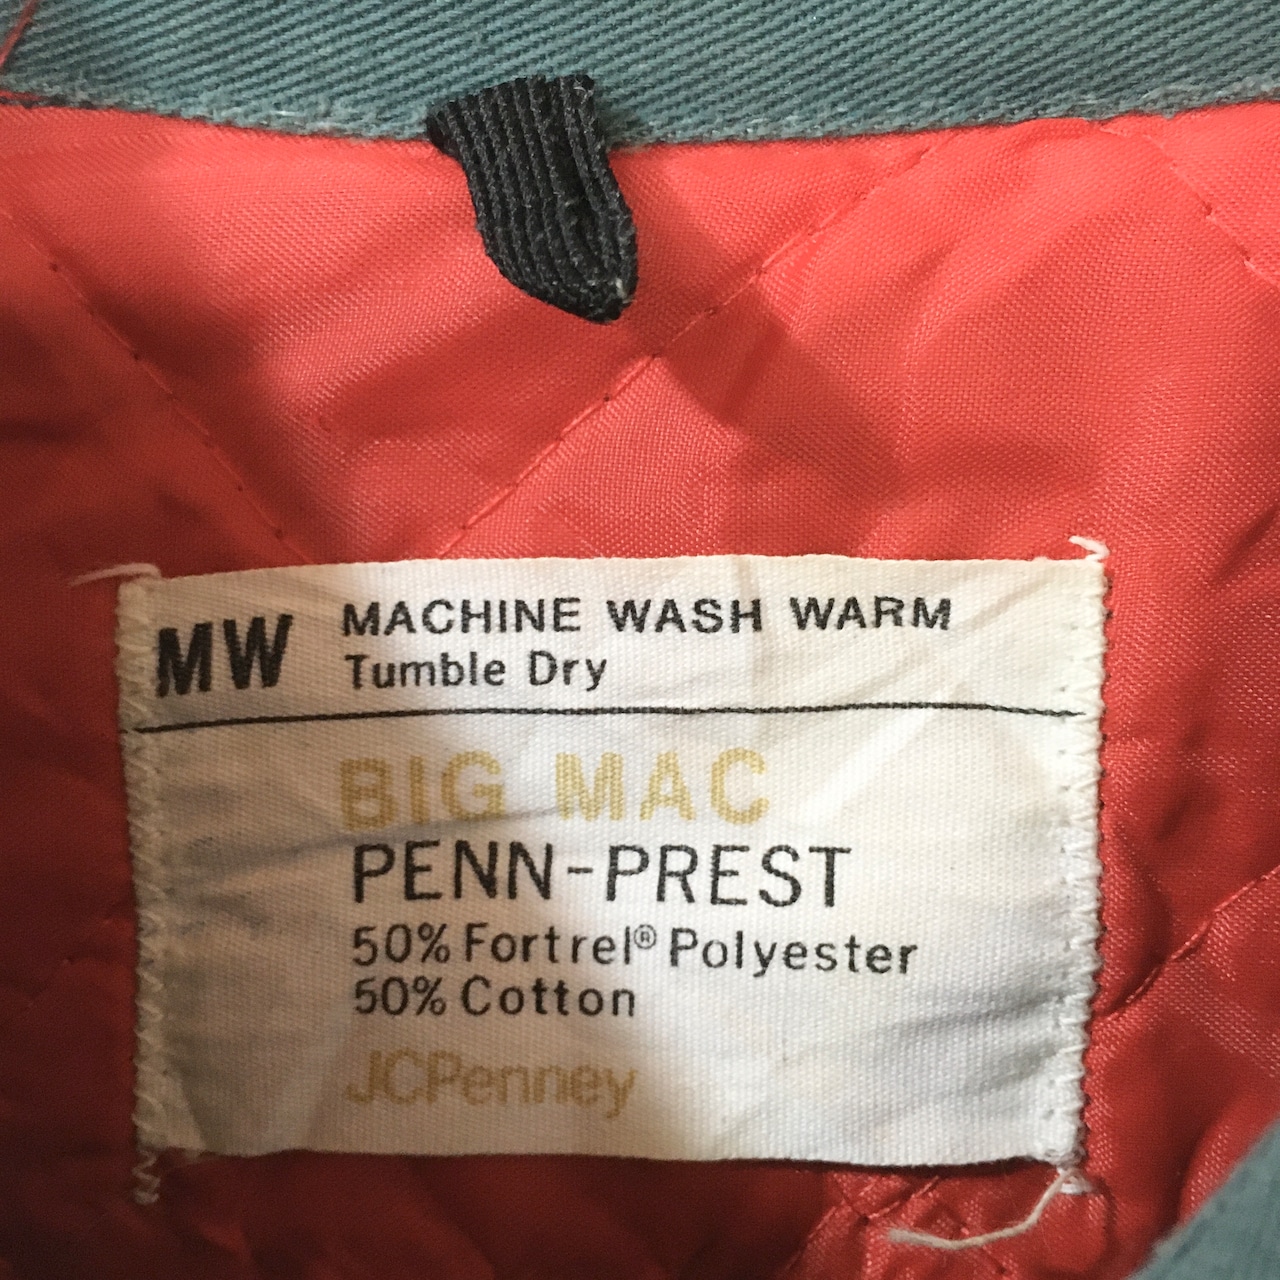 MW MACHINE WASH WARM
Tumble Dry
BIG MAC
PENN-PREST
50% Fortrel® Polyester
50% Cotton
JCPenney